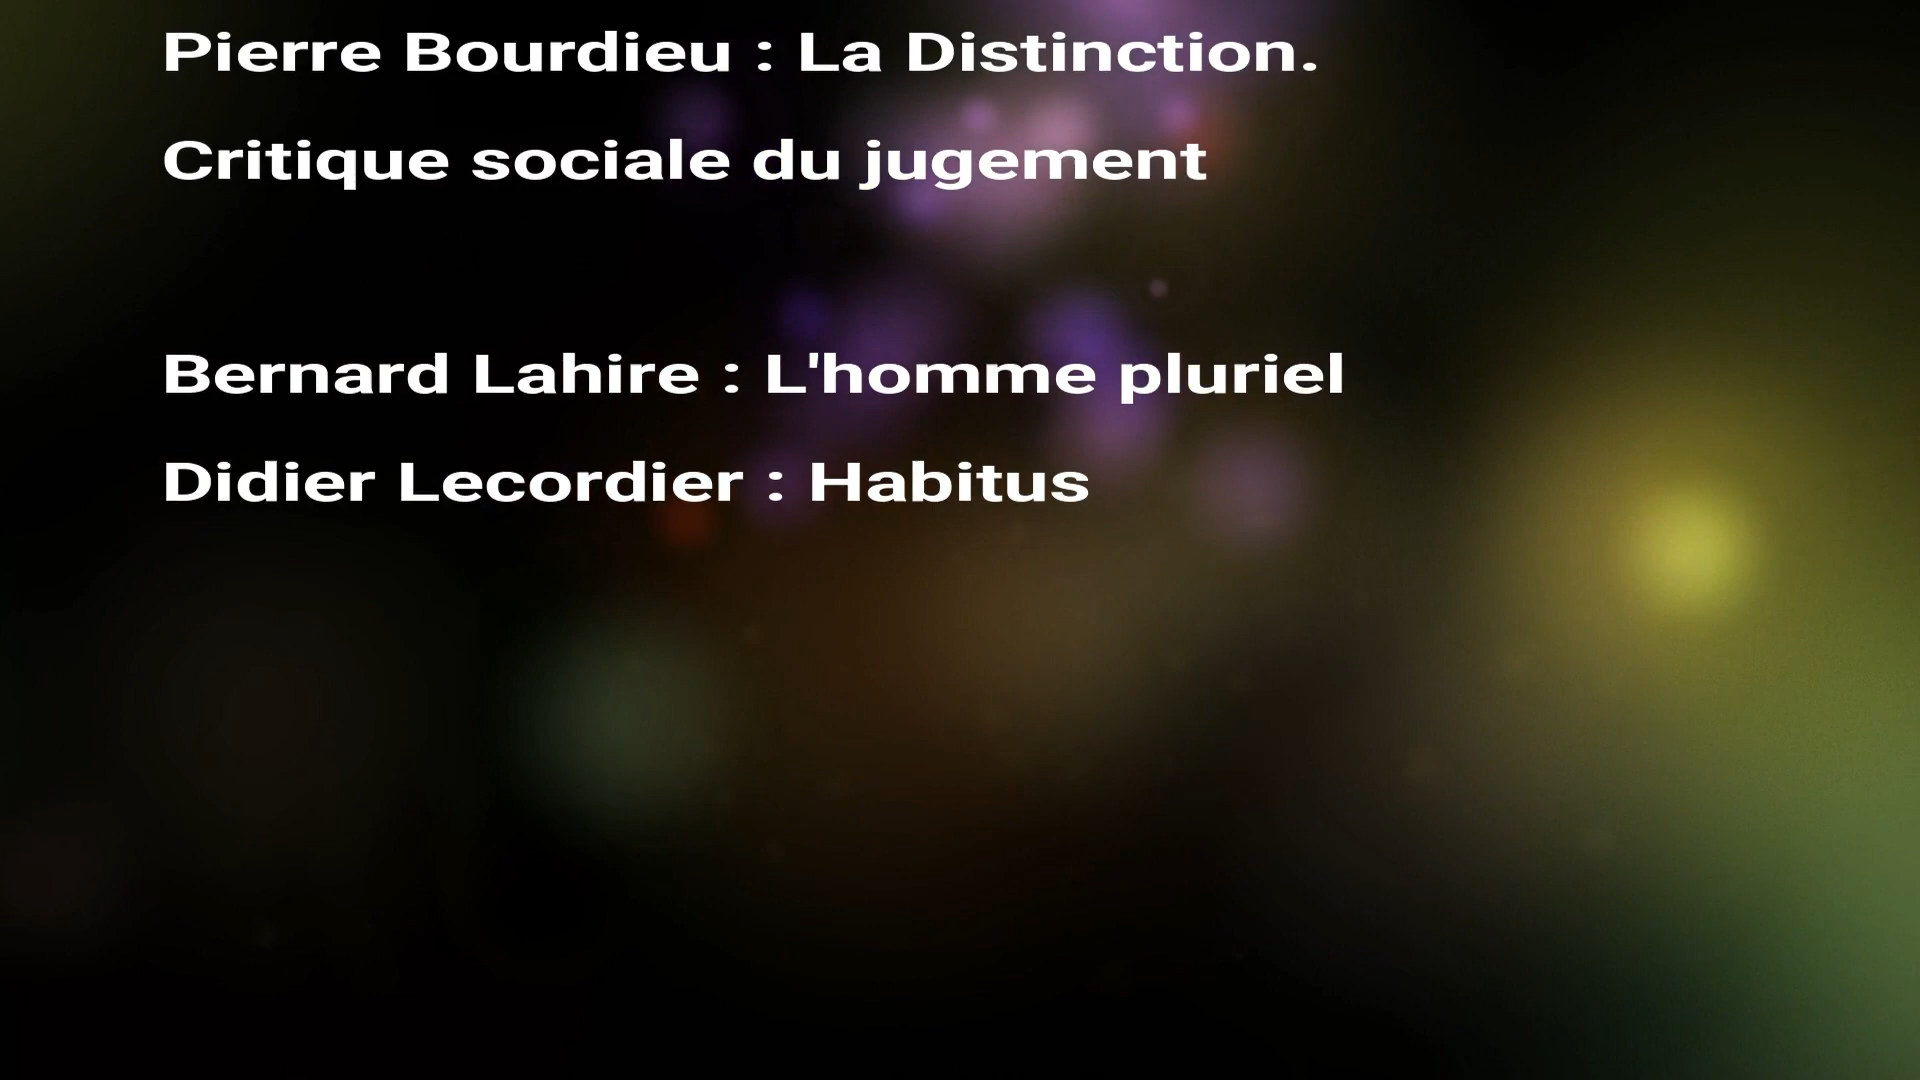 Pierre Bourdieu : La Distinction.
Critique sociale du jugement
Bernard Lahire : L'homme pluriel
Didier Lecordier : Habitus